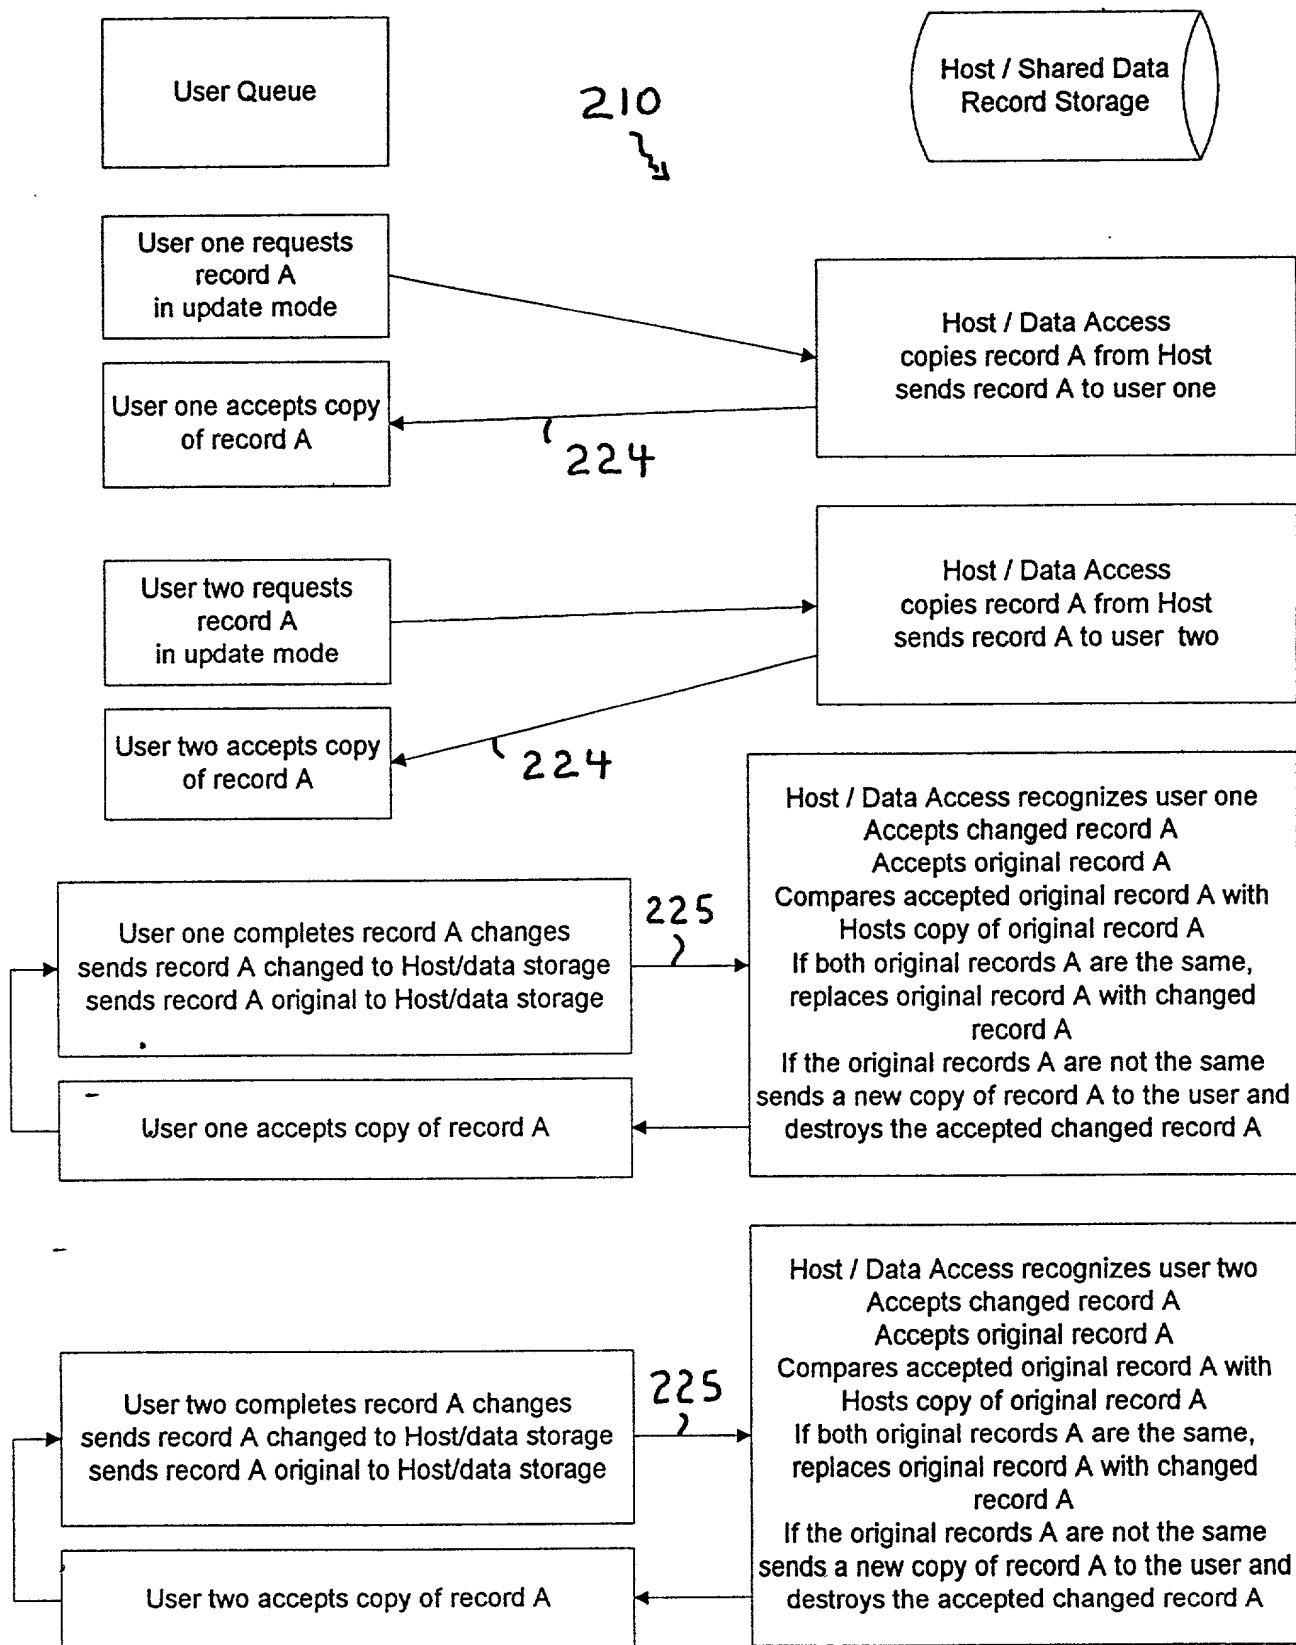 User Queue
210
Host / Shared Data
Record Storage
User one requests
record A
in update mode
Host / Data Access
copies record A from Host
sends record A to user one
User one accepts copy
of record A
224
User two requests
record A
in update mode
Host / Data Access
copies record A from Host
sends record A to user two
User two accepts copy
of record A
224
Host / Data Access recognizes user one
Accepts changed record A
Accepts original record A
Compares accepted original record A with
Hosts copy of original record A
If both original records A are the same,
replaces original record A with changed
record A
If the original records A are not the same
sends a new copy of record A to the user and
destroys the accepted changed record A
User one completes record A changes
sends record A changed to Host/data storage
sends record A original to Host/data storage
225
User one accepts copy of record A
Host / Data Access recognizes user two
Accepts changed record A
Accepts original record A
Compares accepted original record A with
Hosts copy of original record A
If both original records A are the same,
replaces original record A with changed
record A
If the original records A are not the same
sends a new copy of record A to the user and
destroys the accepted changed record A
User two completes record A changes
sends record A changed to Host/data storage
sends record A original to Host/data storage
225
User two accepts copy of record A